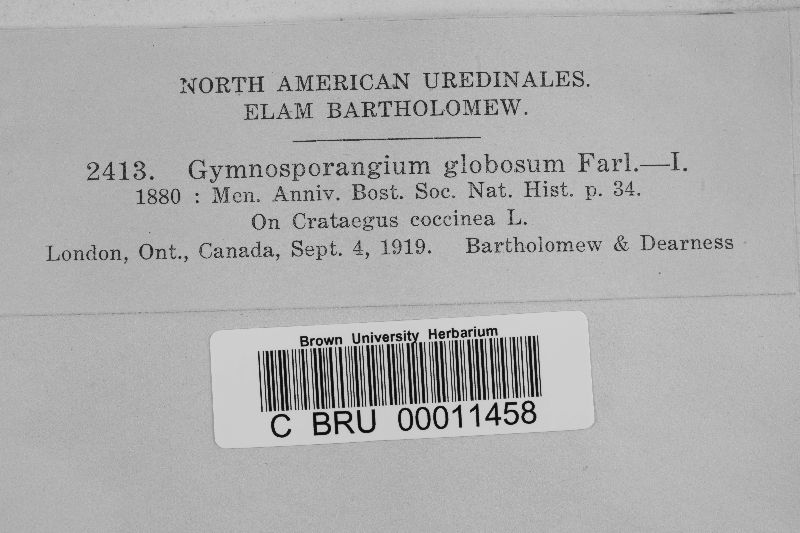 NORTH AMERICAN UREDINALES.
ELAM BARTHOLOMEW.
2413. Gymnosporangium globosum Farl.—I.
1880 : Men. Anniv. Bost. Soc. Nat. Hist. p. 34.
On Crataegus coccinea L.
London, Ont., Canada, Sept. 4, 1919. Bartholomew & Dearness
Brown University Herbarium
C BRU 00011458